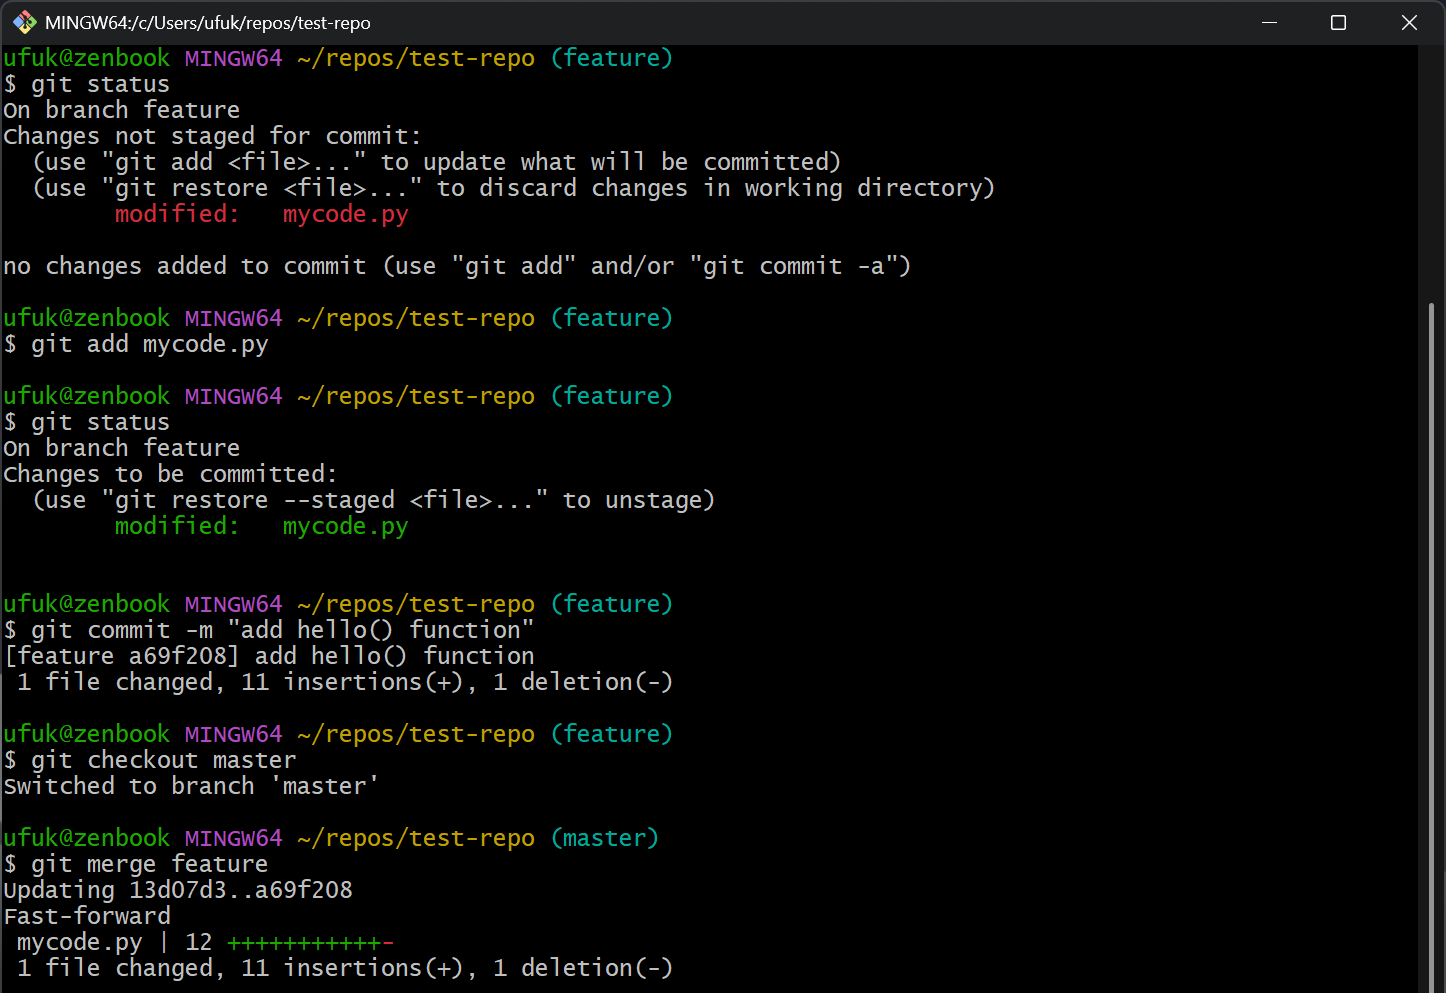 MINGW64:/c/Users/ufuk/repos/test-repo
ufuk@zenbook MINGW64 ~/repos/test-repo (feature)
$ git status
On branch feature
Changes not staged for commit:
  (use "git add <file>..." to update what will be committed)
  (use "git restore <file>..." to discard changes in working directory)
        modified:   mycode.py

no changes added to commit (use "git add" and/or "git commit -a")

ufuk@zenbook MINGW64 ~/repos/test-repo (feature)
$ git add mycode.py

ufuk@zenbook MINGW64 ~/repos/test-repo (feature)
$ git status
On branch feature
Changes to be committed:
  (use "git restore --staged <file>..." to unstage)
        modified:   mycode.py


ufuk@zenbook MINGW64 ~/repos/test-repo (feature)
$ git commit -m "add hello() function"
[feature a69f208] add hello() function
 1 file changed, 11 insertions(+), 1 deletion(-)

ufuk@zenbook MINGW64 ~/repos/test-repo (feature)
$ git checkout master
Switched to branch 'master'

ufuk@zenbook MINGW64 ~/repos/test-repo (master)
$ git merge feature
Updating 13d07d3..a69f208
Fast-forward
 mycode.py | 12 +++++++++++-
 1 file changed, 11 insertions(+), 1 deletion(-)